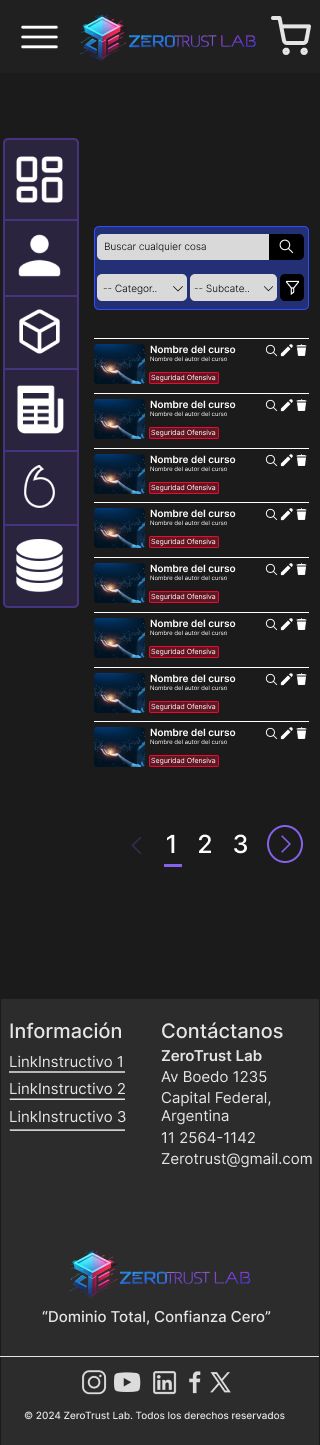 ZEROTRUST LAB
Buscar cualquier cosa
-- Categor..
-- Subcate..
Nombre del curso
Nombre del autor del curso
Seguridad Ofensiva
Nombre del curso
Nombre del autor del curso
Seguridad Ofensiva
Nombre del curso
Nombre del autor del curso
Seguridad Ofensiva
Nombre del curso
Nombre del autor del curso
Seguridad Ofensiva
Nombre del curso
Nombre del autor del curso
Seguridad Ofensiva
Nombre del curso
Nombre del autor del curso
Seguridad Ofensiva
Nombre del curso
Nombre del autor del curso
Seguridad Ofensiva
Nombre del curso
Nombre del autor del curso
Seguridad Ofensiva
1 2 3
Información
LinkInstructivo 1
LinkInstructivo 2
LinkInstructivo 3
Contáctanos
ZeroTrust Lab
Av Boedo 1235
Capital Federal,
Argentina
11 2564-1142
Zerotrust@gmail.com
ZEROTRUST LAB
“Dominio Total, Confianza Cero”
© 2024 ZeroTrust Lab. Todos los derechos reservados